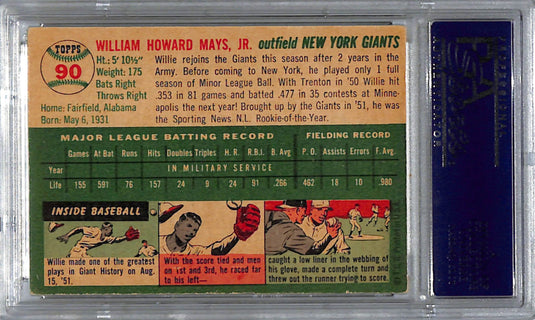 TOPPS
90
WILLIAM HOWARD MAYS, JR. outfield NEW YORK GIANTS
Ht.: 5' 10½"
Weight: 175
Bats Right
Throws Right
Home: Fairfield, Alabama
Born: May 6, 1931
Willie rejoins the Giants this season after 2 years in the
Army. Before coming to New York, he played only 1 full
season of Minor League Ball. With Trenton in '50 Willie hit
.353 in 81 games and batted .477 in 35 contests at Minne-
apolis the next year! Brought up by the Giants in '51, he
was the Sporting News N.L. Rookie-of-the-Year.
MAJOR LEAGUE BATTING RECORD FIELDING RECORD
Games At Bat Runs Hits Doubles Triples H.R. R.B.I. B. Avg P.O. Assists Errors F. Avg.
Year IN MILITARY SERVICE
Life 155 591 17 155 24 9 24 91 .266 462 18 10 .980
INSIDE BASEBALL
Willie made one of the greatest
plays in Giant History on Aug.
15, '51.
With the score tied and men
on 1st and 3rd, he raced far
to his left—
caught a low liner in the webbing
of his glove, made a complete turn and
threw out the runner trying to score.